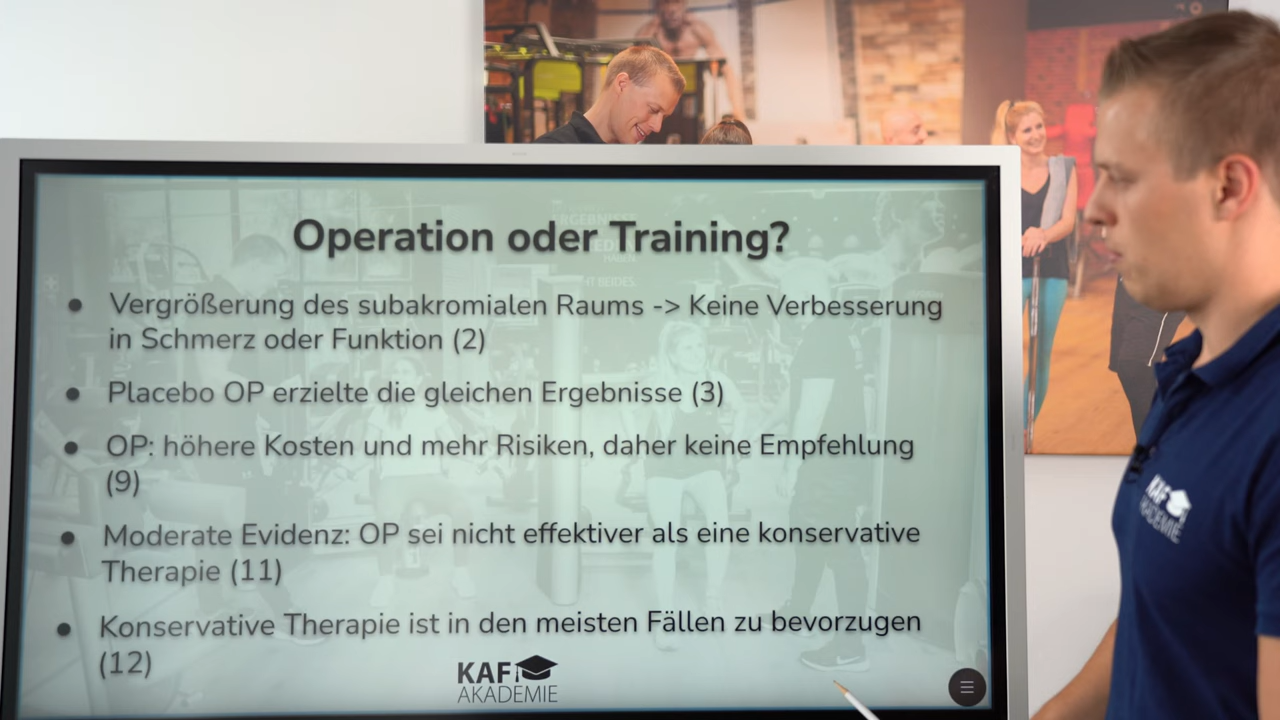 Operation oder Training?
● Vergrößerung des subakromialen Raums -> Keine Verbesserung
in Schmerz oder Funktion (2)
● Placebo OP erzielte die gleichen Ergebnisse (3)
● OP: höhere Kosten und mehr Risiken, daher keine Empfehlung
(9)
● Moderate Evidenz: OP sei nicht effektiver als eine konservative
Therapie (11)
● Konservative Therapie ist in den meisten Fällen zu bevorzugen
(12)
KAF
AKADEMIE
KAF
AKADEMIE